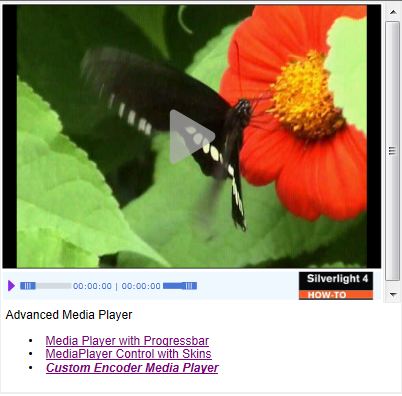 00:00:00 | 00:00:00
Silverlight 4
HOW-TO
Advanced Media Player
Media Player with Progressbar
MediaPlayer Control with Skins
Custom Encoder Media Player